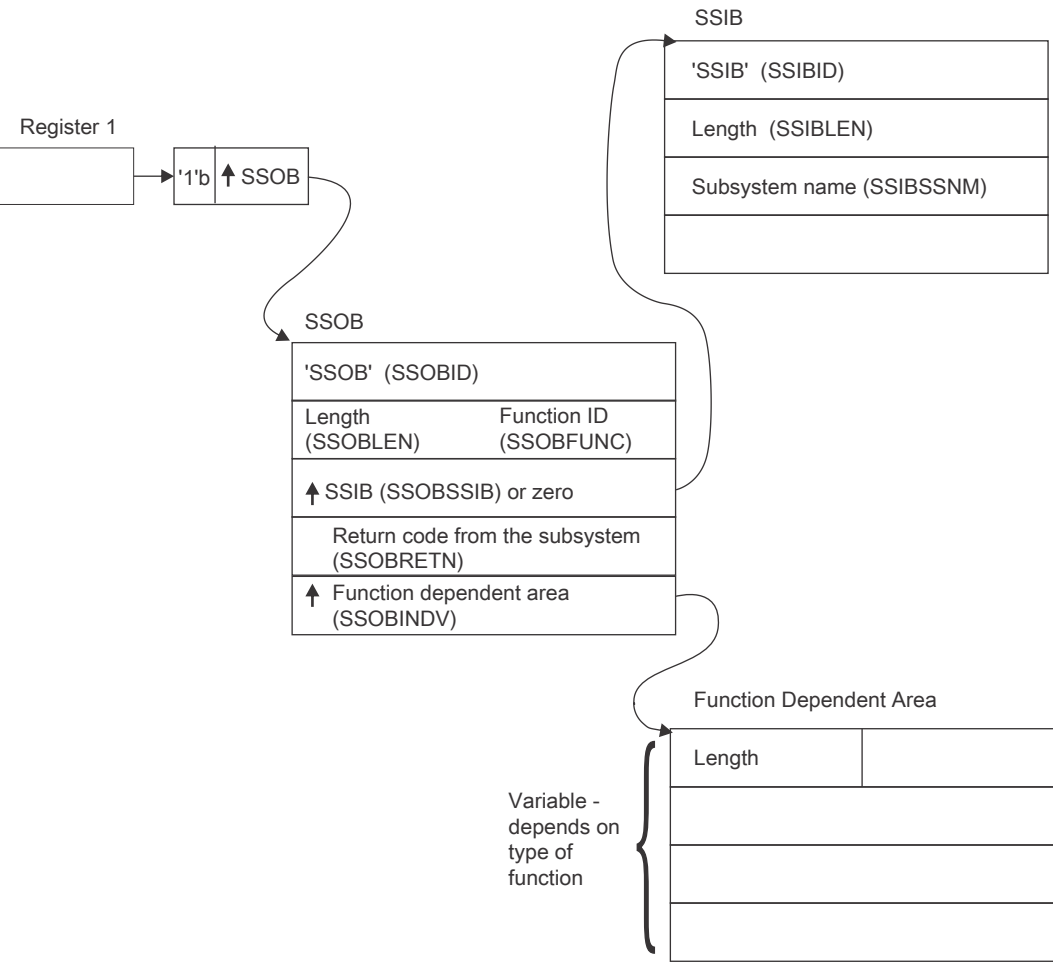 SSIB
'SSIB' (SSIBID)
Length (SSIBLEN)
Subsystem name (SSIBSSNM)
Register 1
'1'b SSOB
SSOB
'SSOB' (SSOBID)
Length Function ID
(SSOBLEN) (SSOBFUNC)
SSIB (SSOBSSIB) or zero
Return code from the subsystem
(SSOBRETN)
Function dependent area
(SSOBINDV)
Function Dependent Area
Length
Variable -
depends on
type of
function